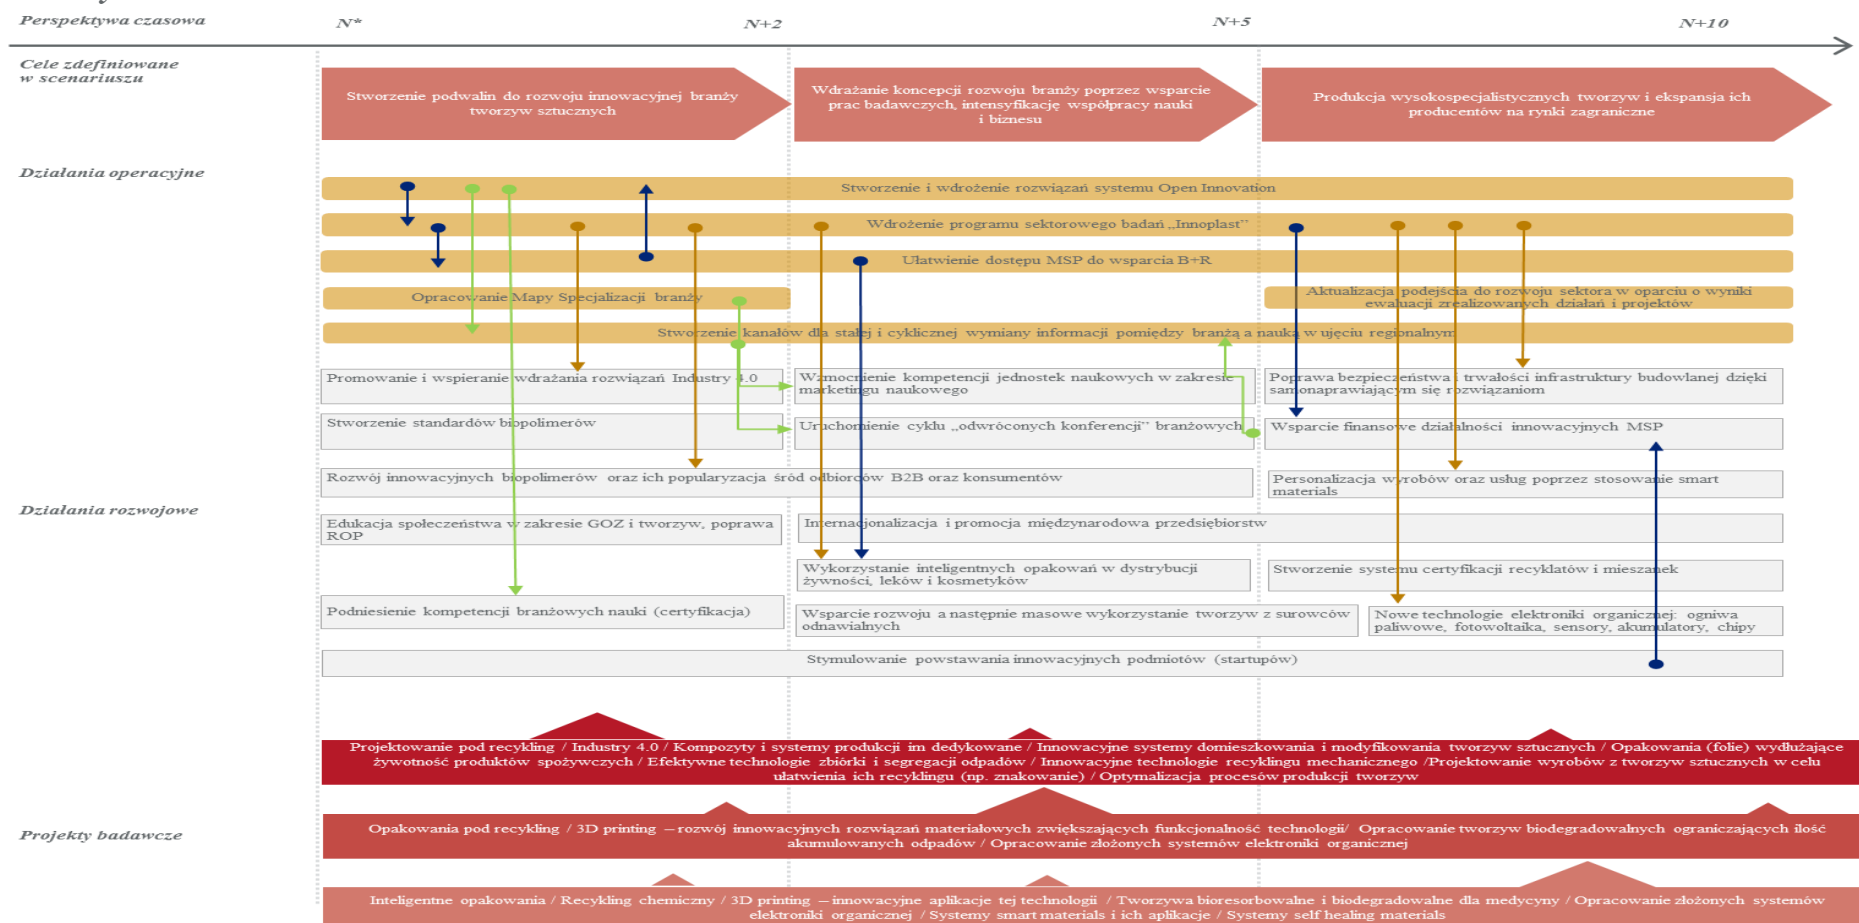 Perspektywa czasowa
N*
N+2
N+5
N+10
Cele zdefiniowane
w scenariuszu
Stworzenie podwalin do rozwoju innowacyjnej branży
tworzyw sztucznych
Wdrażanie koncepcji rozwoju branży poprzez wsparcie
prac badawczych, intensyfikację współpracy nauki
i biznesu
Produkcja wysokospecjalistycznych tworzyw i ekspansja ich
producentów na rynki zagraniczne
Działania operacyjne
Stworzenie i wdrożenie rozwiązań systemu Open Innovation
Wdrożenie programu sektorowego badań „Innoplast”
Ułatwienie dostępu MSP do wsparcia B+R
Opracowanie Mapy Specjalizacji branży
Aktualizacja podejścia do rozwoju sektora w oparciu o wyniki
ewaluacji zrealizowanych działań i projektów
Stworzenie kanałów dla stałej i cyklicznej wymiany informacji pomiędzy branżą a nauką w ujęciu regionalnym
Promowanie i wspieranie wdrażania rozwiązań Industry 4.0
Wzmocnienie kompetencji jednostek naukowych w zakresie
marketingu naukowego
Poprawa bezpieczeństwa i trwałości infrastruktury budowlanej dzięki
samonaprawiającym się rozwiązaniom
Stworzenie standardów biopolimerów
Uruchomienie cyklu „odwróconych konferencji” branżowych
Wsparcie finansowe działalności innowacyjnych MSP
Rozwój innowacyjnych biopolimerów oraz ich popularyzacja śród odbiorców B2B oraz konsumentów
Personalizacja wyrobów oraz usług poprzez stosowanie smart
materials
Działania rozwojowe
Edukacja społeczeństwa w zakresie GOZ i tworzyw, poprawa
ROP
Internacjonalizacja i promocja międzynarodowa przedsiębiorstw
Wykorzystanie inteligentnych opakowań w dystrybucji
żywności, leków i kosmetyków
Stworzenie systemu certyfikacji recyklatów i mieszanek
Podniesienie kompetencji branżowych nauki (certyfikacja)
Wsparcie rozwoju a następnie masowe wykorzystanie tworzyw z surowców
odnawialnych
Nowe technologie elektroniki organicznej: ogniwa
paliwowe, fotowoltaika, sensory, akumulatory, chipy
Stymulowanie powstawania innowacyjnych podmiotów (startupów)
Projektowanie pod recykling / Industry 4.0 / Kompozyty i systemy produkcji im dedykowane / Innowacyjne systemy domieszkowania i modyfikowania tworzyw sztucznych / Opakowania (folie) wydłużające
żywotność produktów spożywczych / Efektywne technologie zbiórki i segregacji odpadów / Innowacyjne technologie recyklingu mechanicznego /Projektowanie wyrobów z tworzyw sztucznych w celu
ułatwienia ich recyklingu (np. znakowanie) / Optymalizacja procesów produkcji tworzyw
Projekty badawcze
Opakowania pod recykling / 3D printing – rozwój innowacyjnych rozwiązań materiałowych zwiększających funkcjonalność technologii/ Opracowanie tworzyw biodegradowalnych ograniczających ilość
akumulowanych odpadów / Opracowanie złożonych systemów elektroniki organicznej
Inteligentne opakowania / Recykling chemiczny / 3D printing – innowacyjne aplikacje tej technologii / Tworzywa bioresorbowalne i biodegradowalne dla medycyny / Opracowanie złożonych systemów
elektroniki organicznej / Systemy smart materials i ich aplikacje / Systemy self healing materials